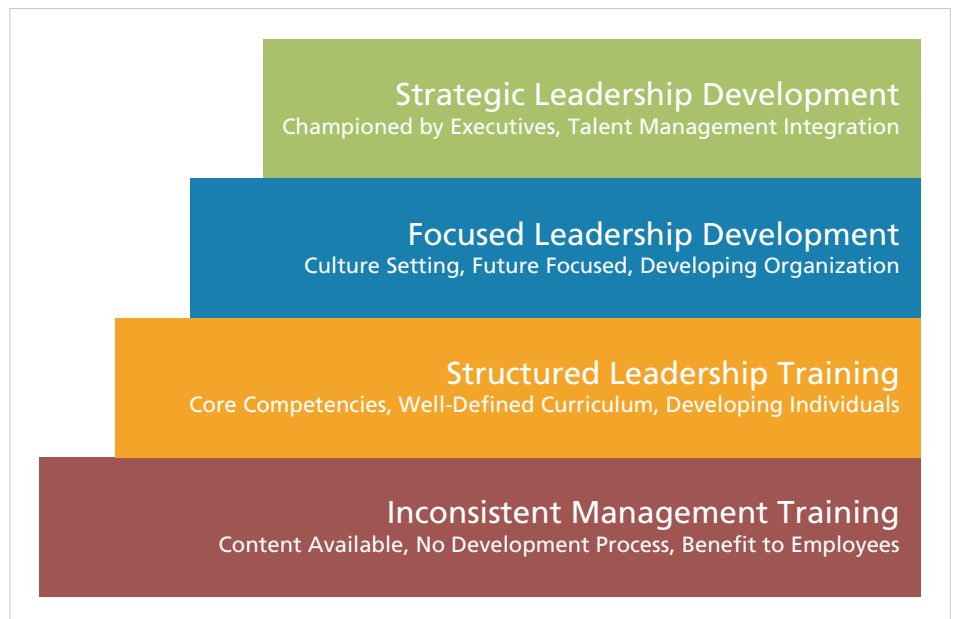 Strategic Leadership Development
Championed by Executives, Talent Management Integration
Focused Leadership Development
Culture Setting, Future Focused, Developing Organization
Structured Leadership Training
Core Competencies, Well-Defined Curriculum, Developing Individuals
Inconsistent Management Training
Content Available, No Development Process, Benefit to Employees